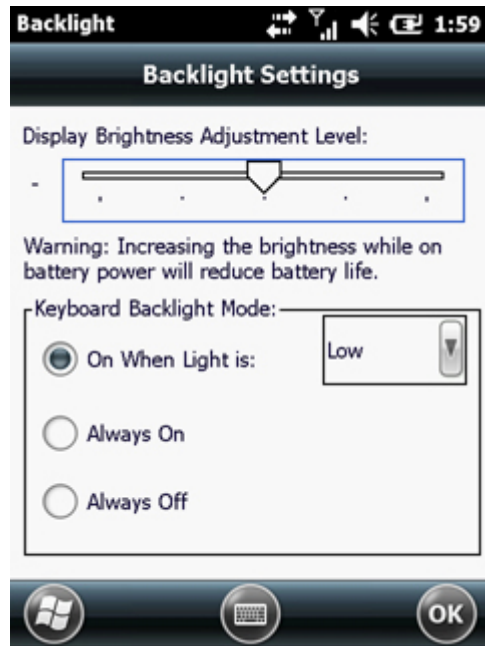 Backlight 1:59
Backlight Settings
Display Brightness Adjustment Level:
-
Warning: Increasing the brightness while on
battery power will reduce battery life.
Keyboard Backlight Mode:
On When Light is: Low
Always On
Always Off
OK